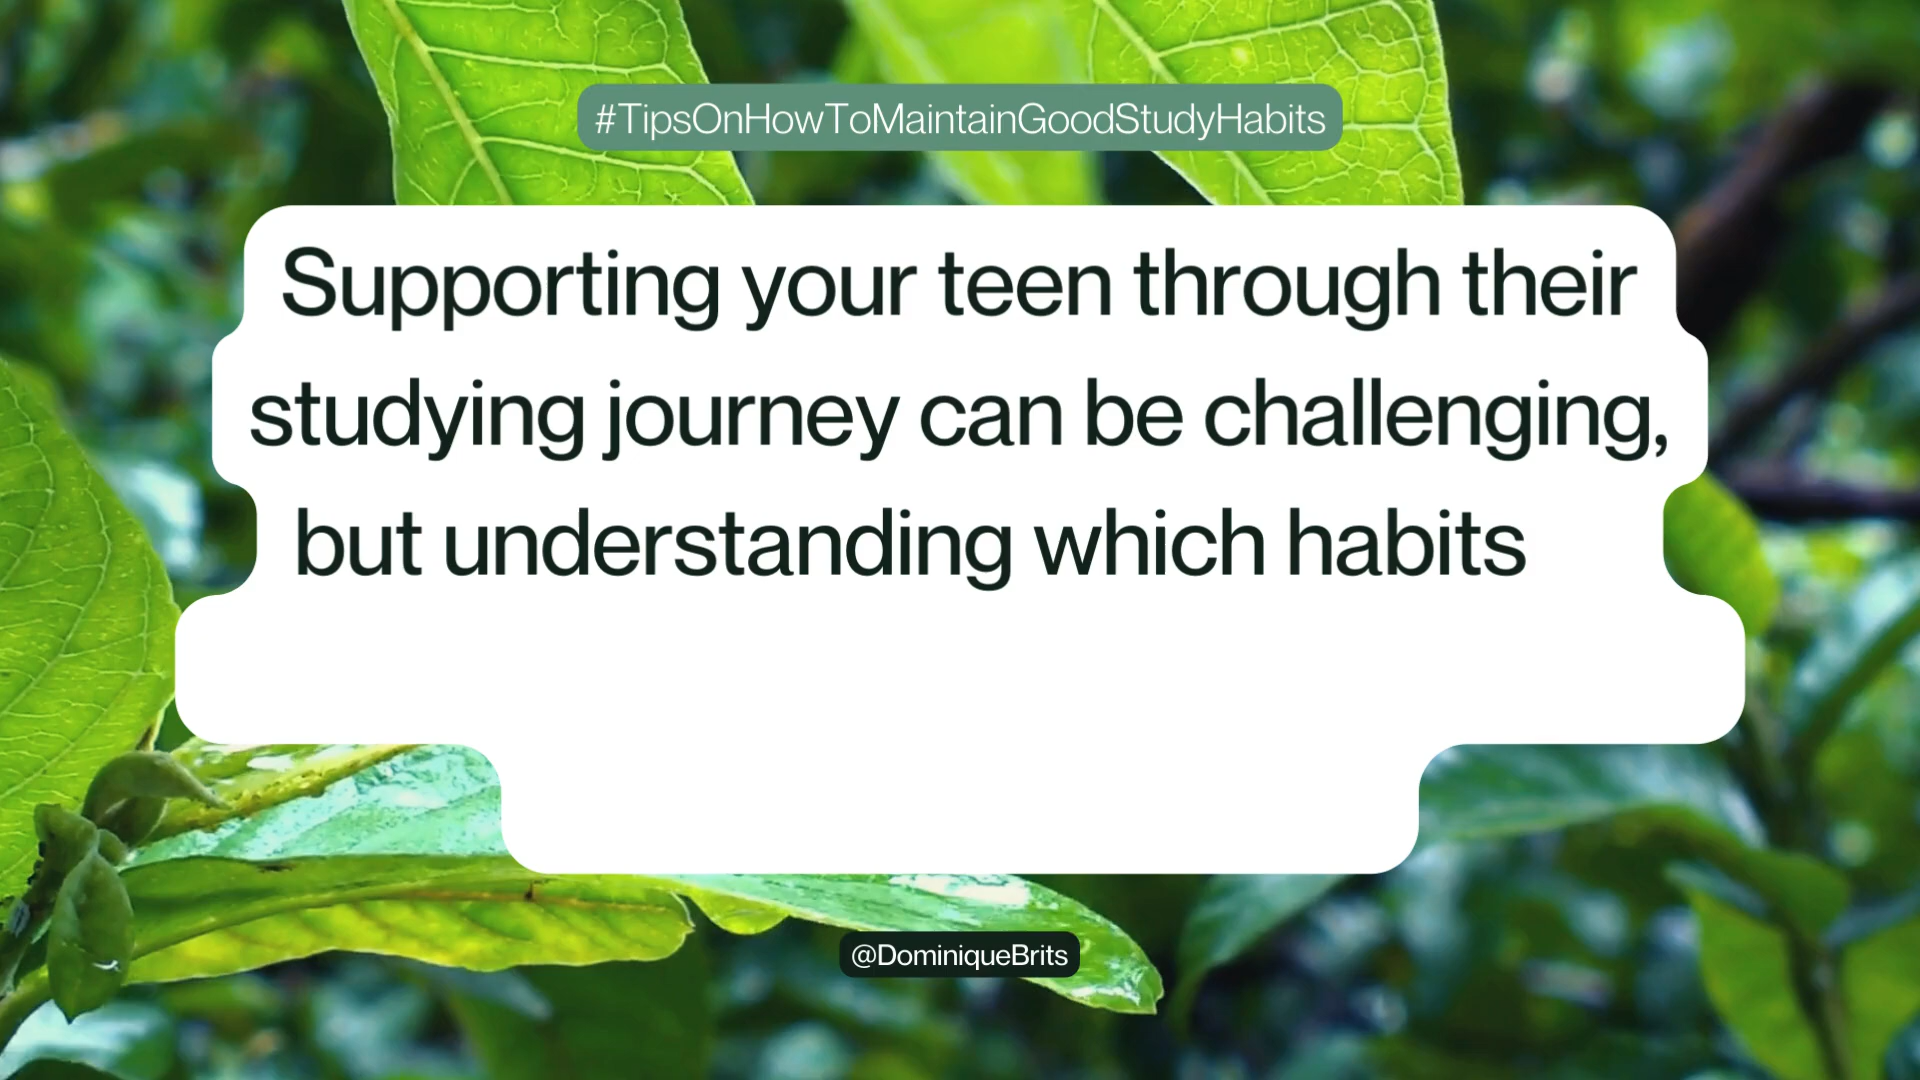 #TipsOnHowToMaintainGoodStudyHabits
Supporting your teen through their
studying journey can be challenging,
but understanding which habits
@DominiqueBrits